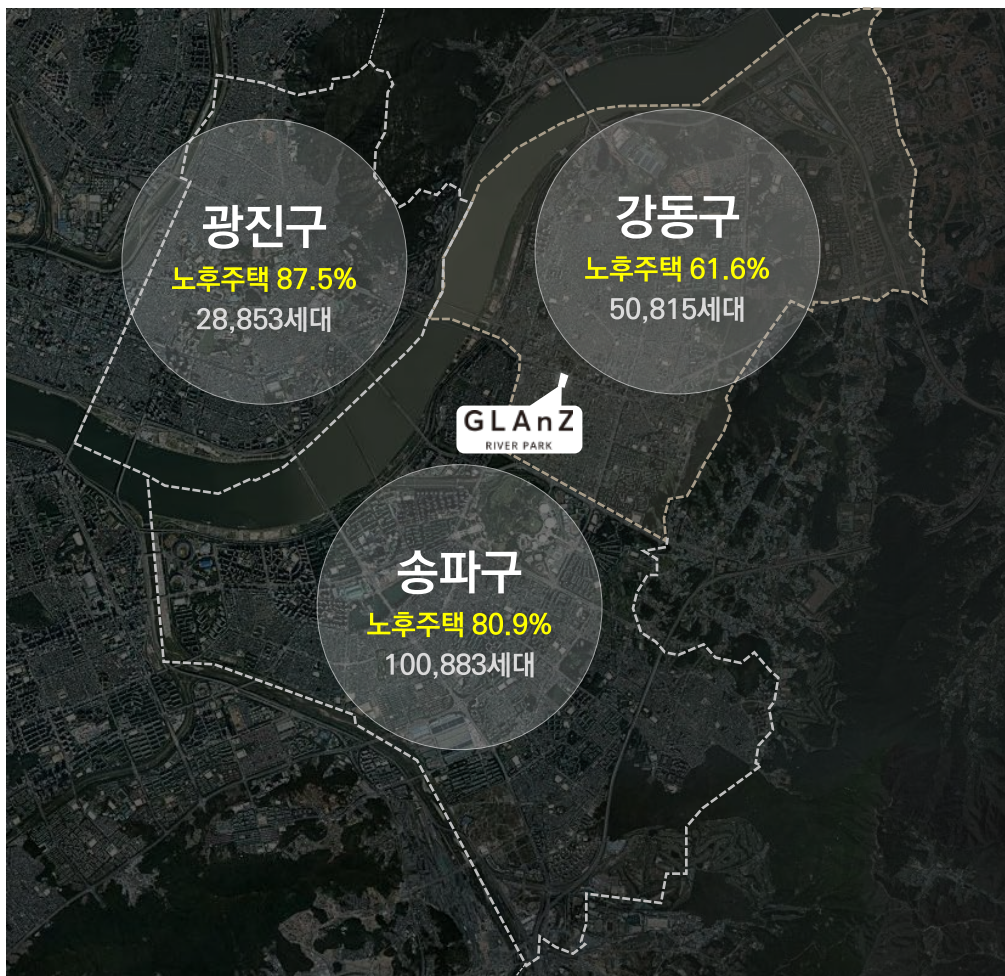 광진구
노후주택 87.5%
28,853세대
강동구
노후주택 61.6%
50,815세대
GLAnZ
RIVER PARK
송파구
노후주택 80.9%
100,883세대